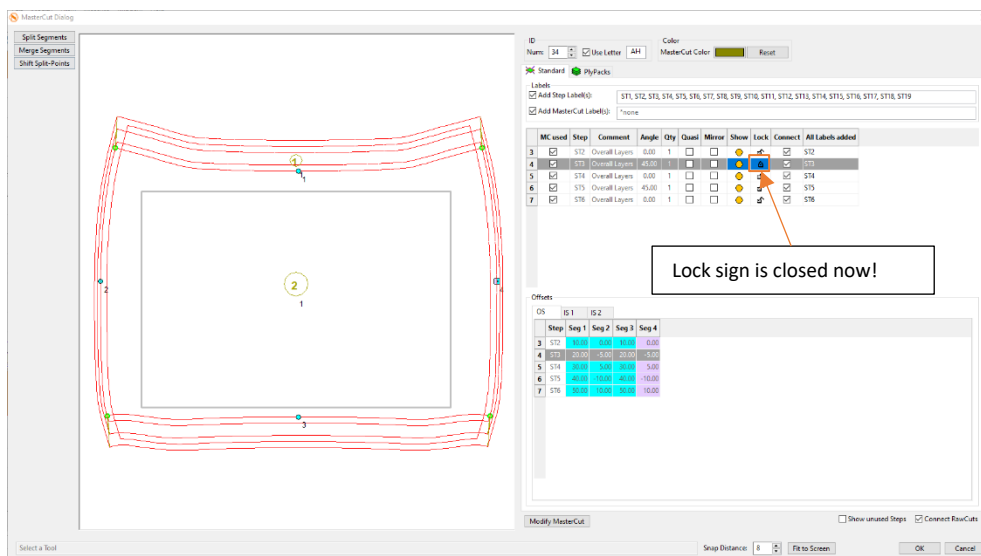 MasterCut Dialog
Split Segments
Merge Segments
Shift Split-Points
ID
Num: 34 Use Letter AH
Color
MasterCut Color Reset
Standard PlyPacks
Labels
Add Step Label(s): ST1, ST2, ST3, ST4, ST5, ST6, ST7, ST8, ST9, ST10, ST11, ST12, ST13, ST14, ST15, ST16, ST17, ST18, ST19
Add MasterCut Label(s): *none
MC used Step Comment Angle Qty Quasi Mirror Show Lock Connect All Labels added
3 ST2 Overall Layers 0.00 1 ST2
4 ST3 Overall Layers 45.00 1 ST3
5 ST4 Overall Layers 0.00 1 ST4
6 ST5 Overall Layers 45.00 1 ST5
7 ST6 Overall Layers 0.00 1 ST6
Lock sign is closed now!
1
1
2
2
1
4
3
Offsets
OS IS 1 IS 2
Step Seg 1 Seg 2 Seg 3 Seg 4
3 ST2 10.00 0.00 10.00 0.00
4 ST3 20.00 -5.00 20.00 -5.00
5 ST4 30.00 5.00 30.00 5.00
6 ST5 40.00 -10.00 40.00 -10.00
7 ST6 50.00 10.00 50.00 10.00
Modify MasterCut
Show unused Steps Connect RawCuts
Select a Tool
Snap Distance: 8 Fit to Screen OK Cancel